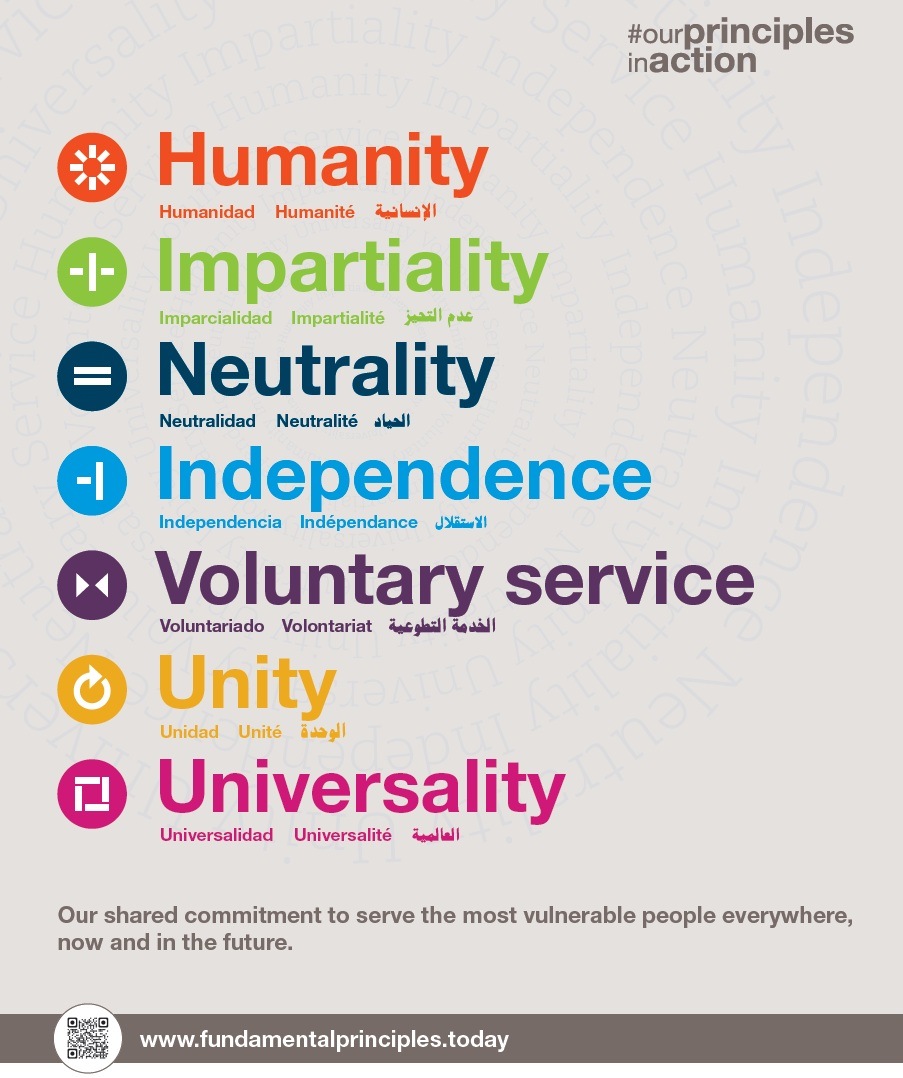 #ourprinciples
inaction
Humanity
Humanidad Humanité الإنسانية
Impartiality
Imparcialidad Impartialité عدم التحيز
Neutrality
Neutralidad Neutralité الحياد
Independence
Independencia Indépendance الاستقلال
Voluntary service
Voluntariado Volontariat الخدمة التطوعية
Unity
Unidad Unité الوحدة
Universality
Universalidad Universalité العالمية
Our shared commitment to serve the most vulnerable people everywhere,
now and in the future.
www.fundamentalprinciples.today